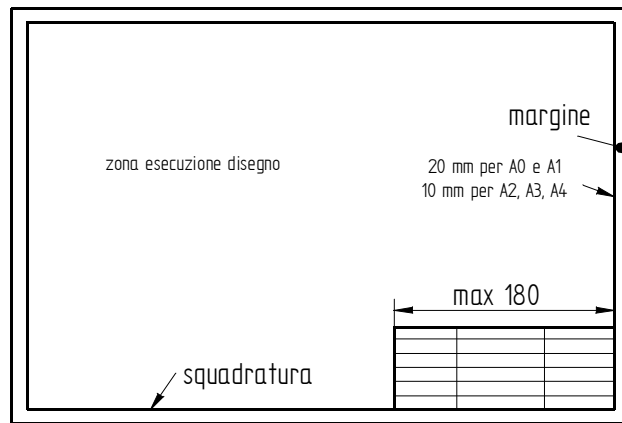 margine
zona esecuzione disegno
20 mm per A0 e A1
10 mm per A2, A3, A4
max 180
squadratura